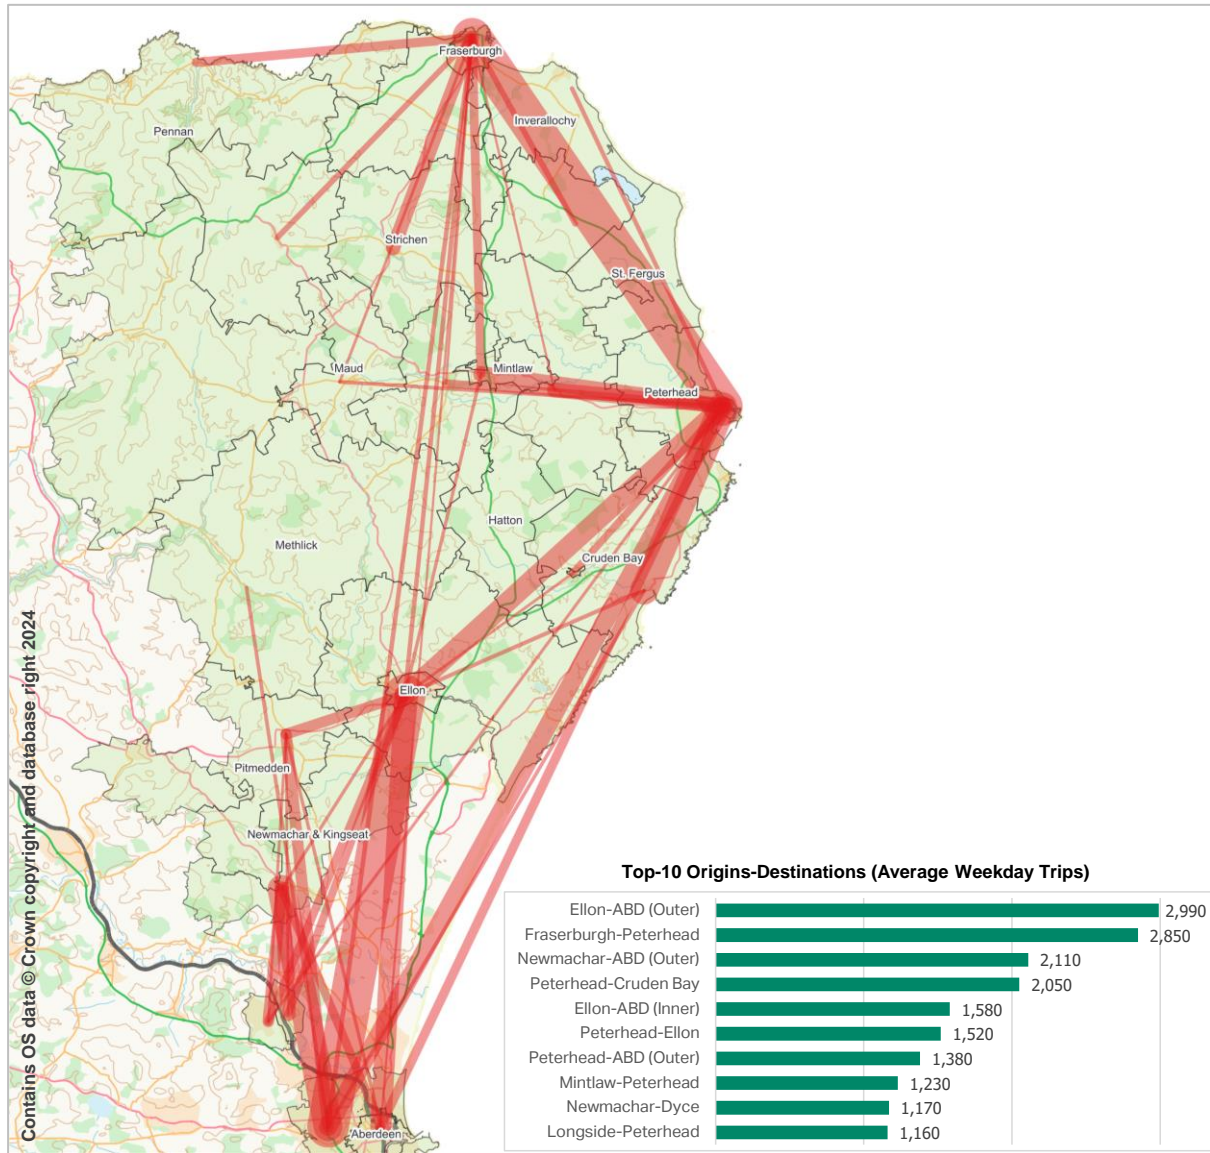 Fraserburgh
Inverallochy
Pennan
Strichen
St. Fergus
Maud
Mintlaw
Peterhead
Hatton
Methlick
Cruden Bay
Ellon
Pitmedden
Newmachar & Kingseat
Aberdeen
Contains OS data © Crown copyright and database right 2024
Top-10 Origins-Destinations (Average Weekday Trips)
Ellon-ABD (Outer) 2,990
Fraserburgh-Peterhead 2,850
Newmachar-ABD (Outer) 2,110
Peterhead-Cruden Bay 2,050
Ellon-ABD (Inner) 1,580
Peterhead-Ellon 1,520
Peterhead-ABD (Outer) 1,380
Mintlaw-Peterhead 1,230
Newmachar-Dyce 1,170
Longside-Peterhead 1,160